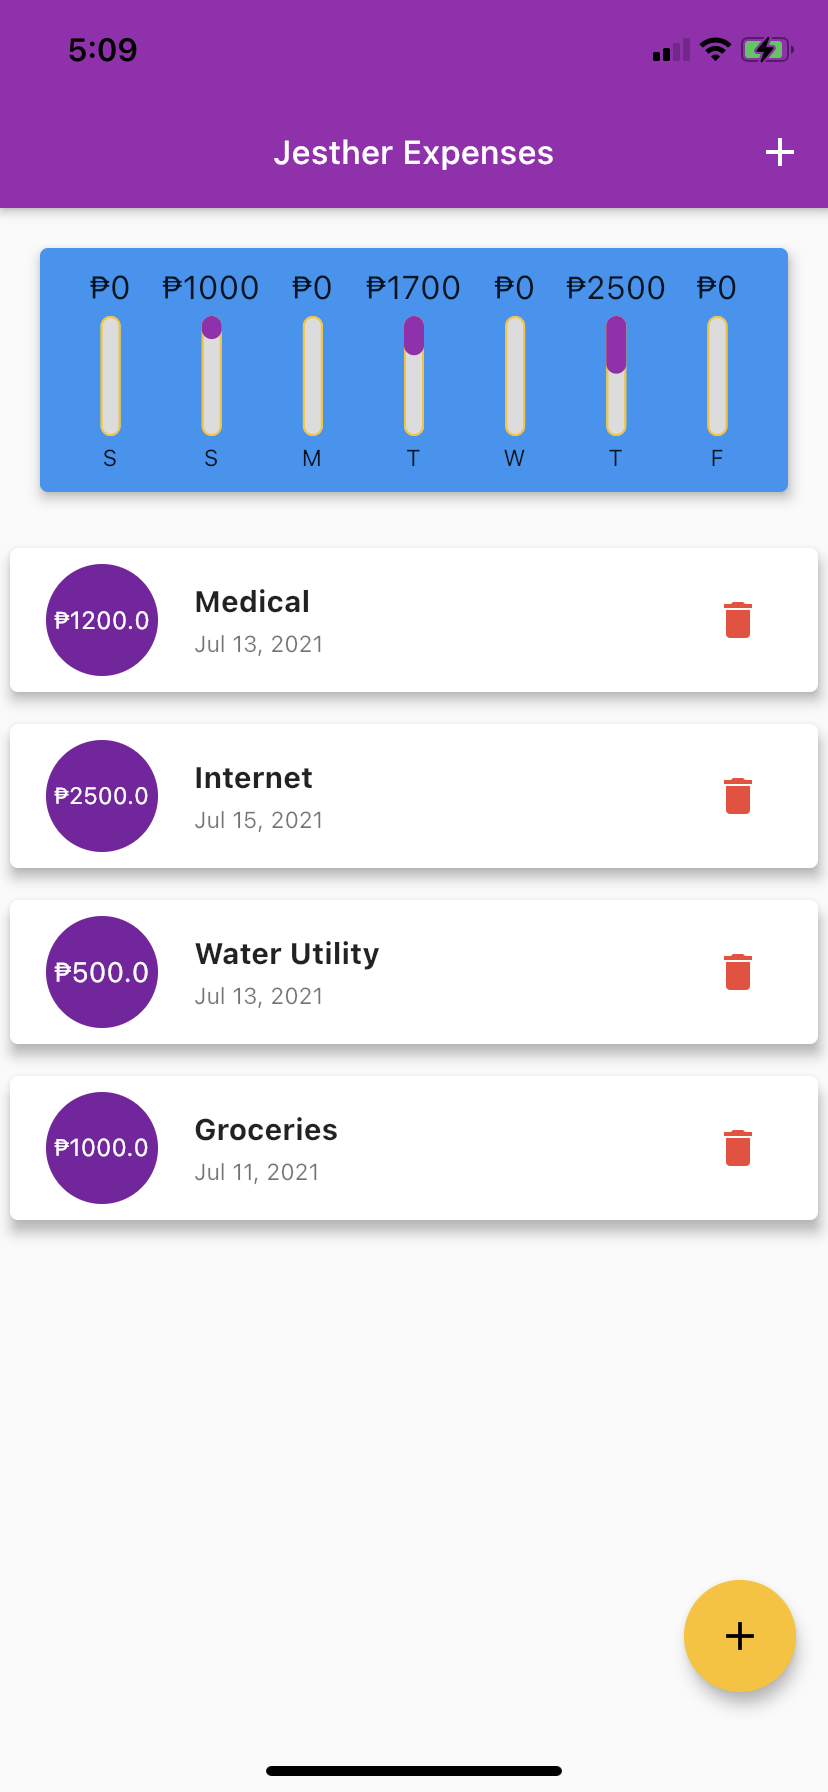 5:09
Jesther Expenses
₱0 ₱1000 ₱0 ₱1700 ₱0 ₱2500 ₱0
S S M T W T F
₱1200.0
Medical
Jul 13, 2021
₱2500.0
Internet
Jul 15, 2021
₱500.0
Water Utility
Jul 13, 2021
₱1000.0
Groceries
Jul 11, 2021